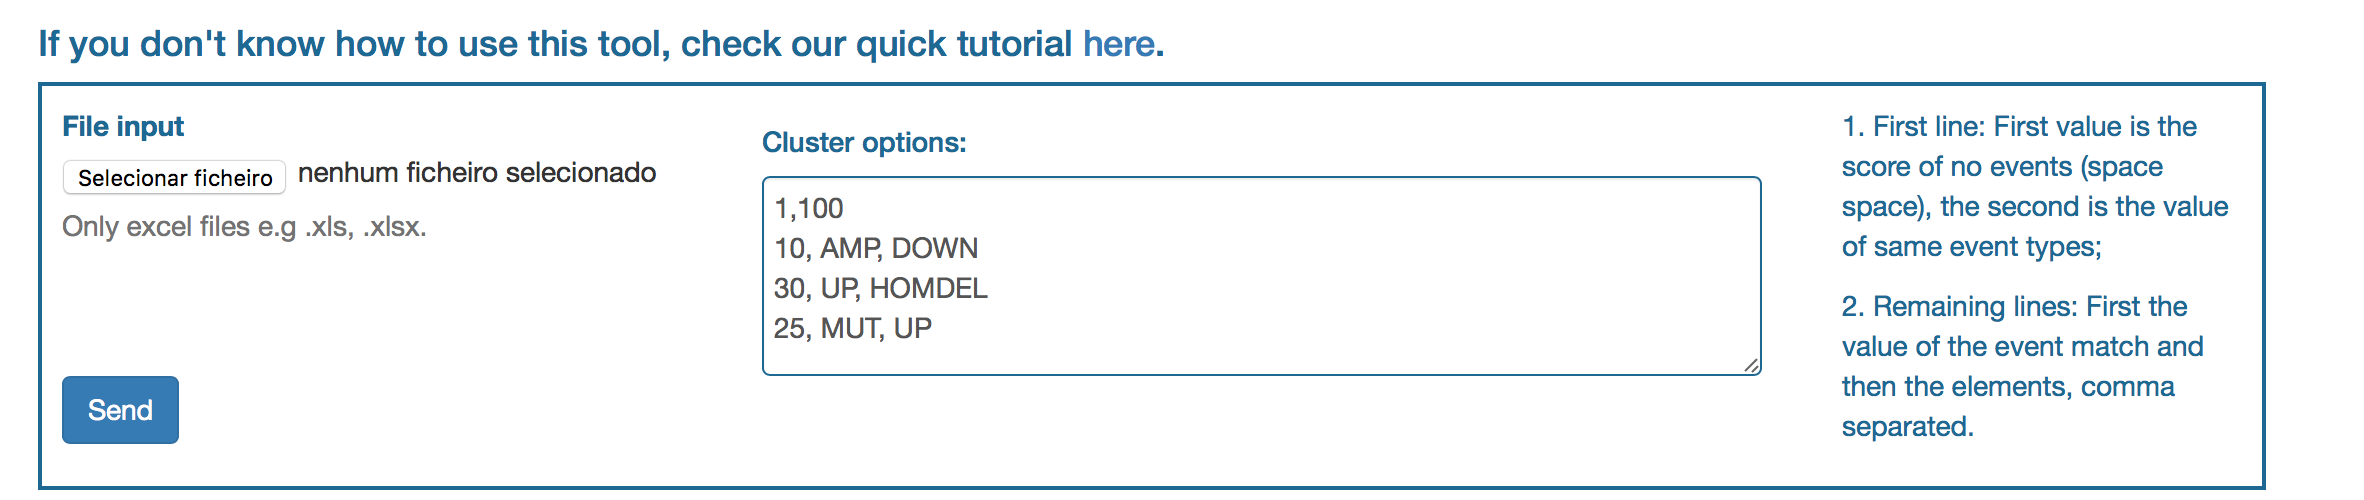 If you don't know how to use this tool, check our quick tutorial here.
File input
Selecionar ficheiro nenhum ficheiro selecionado
Only excel files e.g .xls, .xlsx.
Send
Cluster options:
1,100
10, AMP, DOWN
30, UP, HOMDEL
25, MUT, UP
1. First line: First value is the
score of no events (space
space), the second is the value
of same event types;
2. Remaining lines: First the
value of the event match and
then the elements, comma
separated.